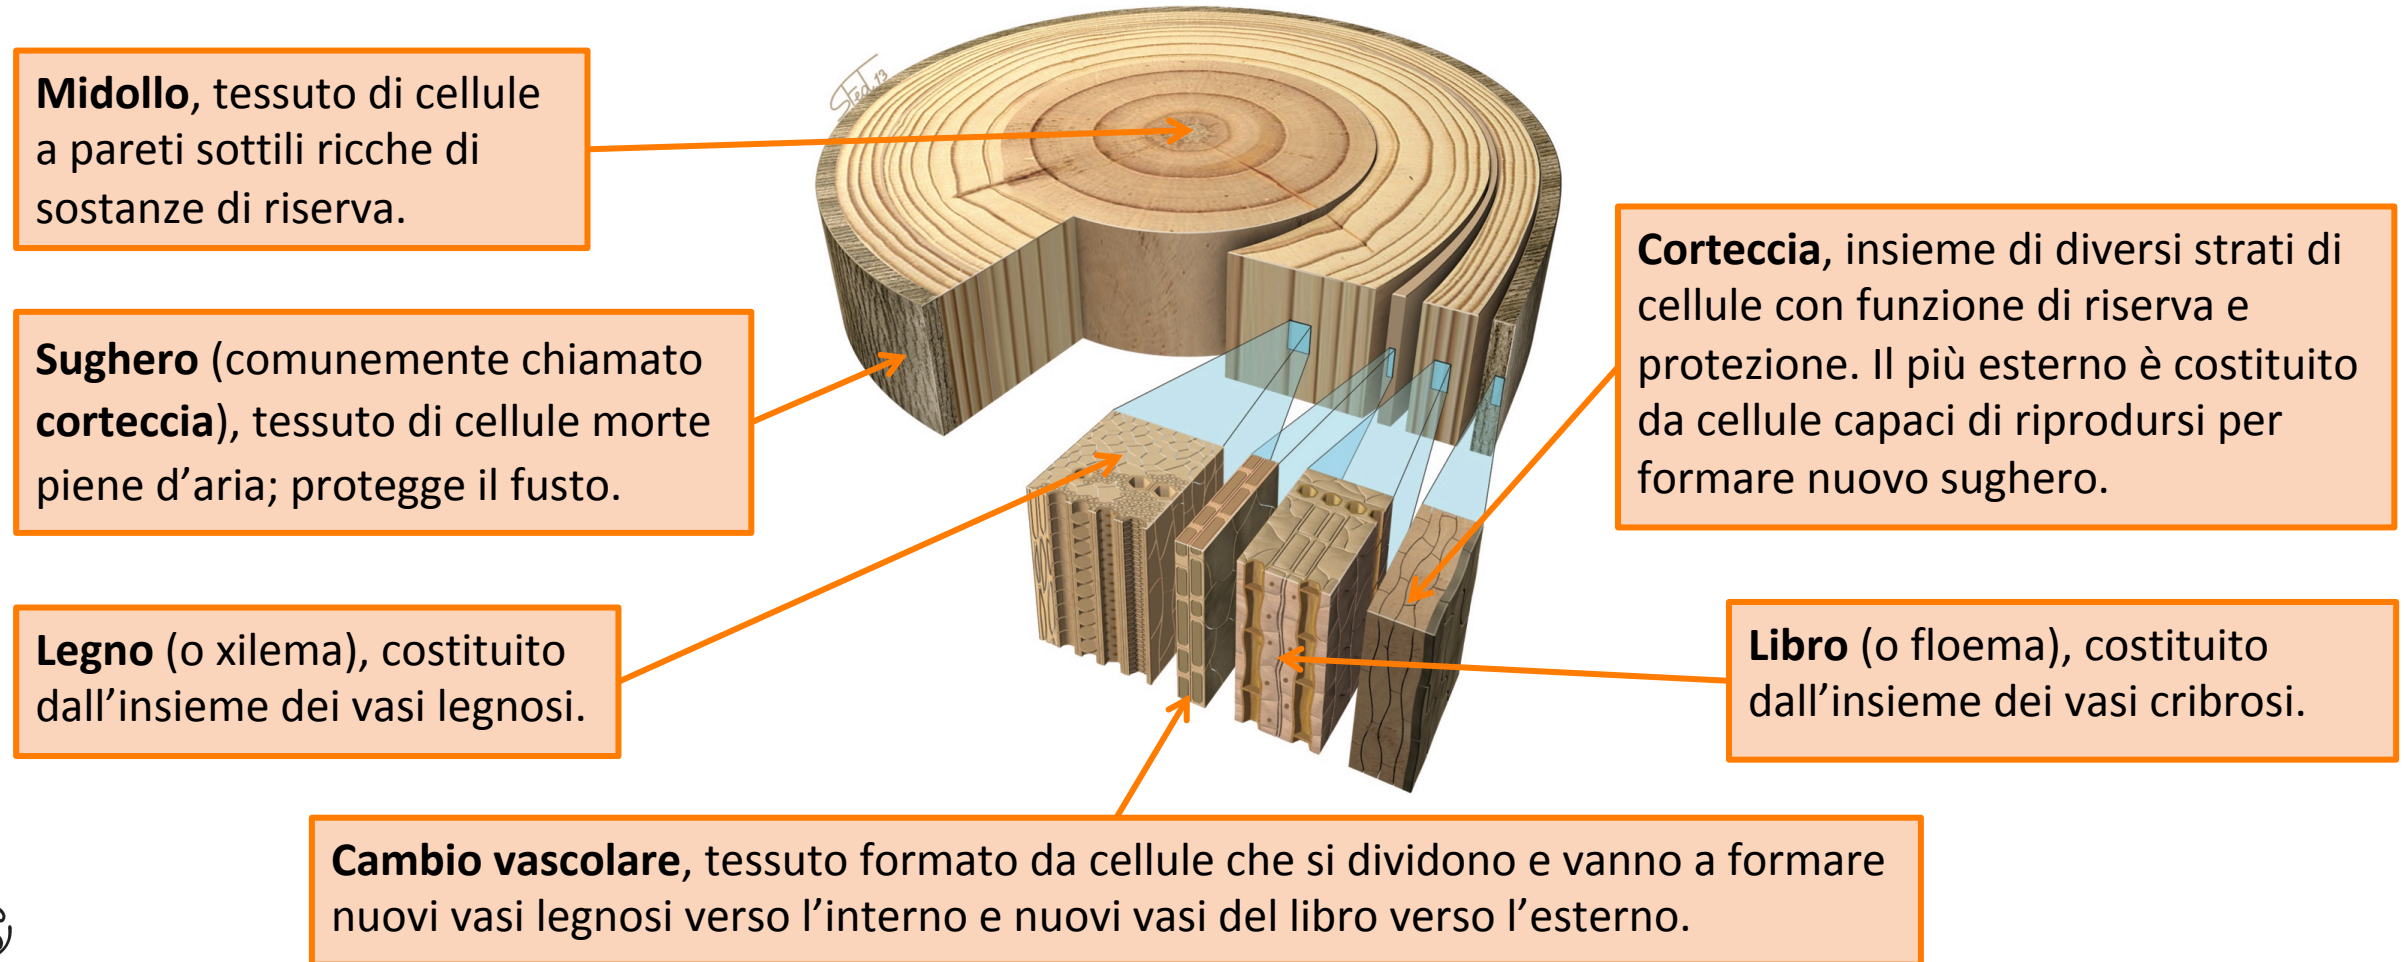 Midollo, tessuto di cellule
a pareti sottili ricche di
sostanze di riserva.
Sughero (comunemente chiamato
corteccia), tessuto di cellule morte
piene d’aria; protegge il fusto.
Legno (o xilema), costituito
dall’insieme dei vasi legnosi.
Corteccia, insieme di diversi strati di
cellule con funzione di riserva e
protezione. Il più esterno è costituito
da cellule capaci di riprodursi per
formare nuovo sughero.
Libro (o floema), costituito
dall’insieme dei vasi cribrosi.
Cambio vascolare, tessuto formato da cellule che si dividono e vanno a formare
nuovi vasi legnosi verso l’interno e nuovi vasi del libro verso l’esterno.